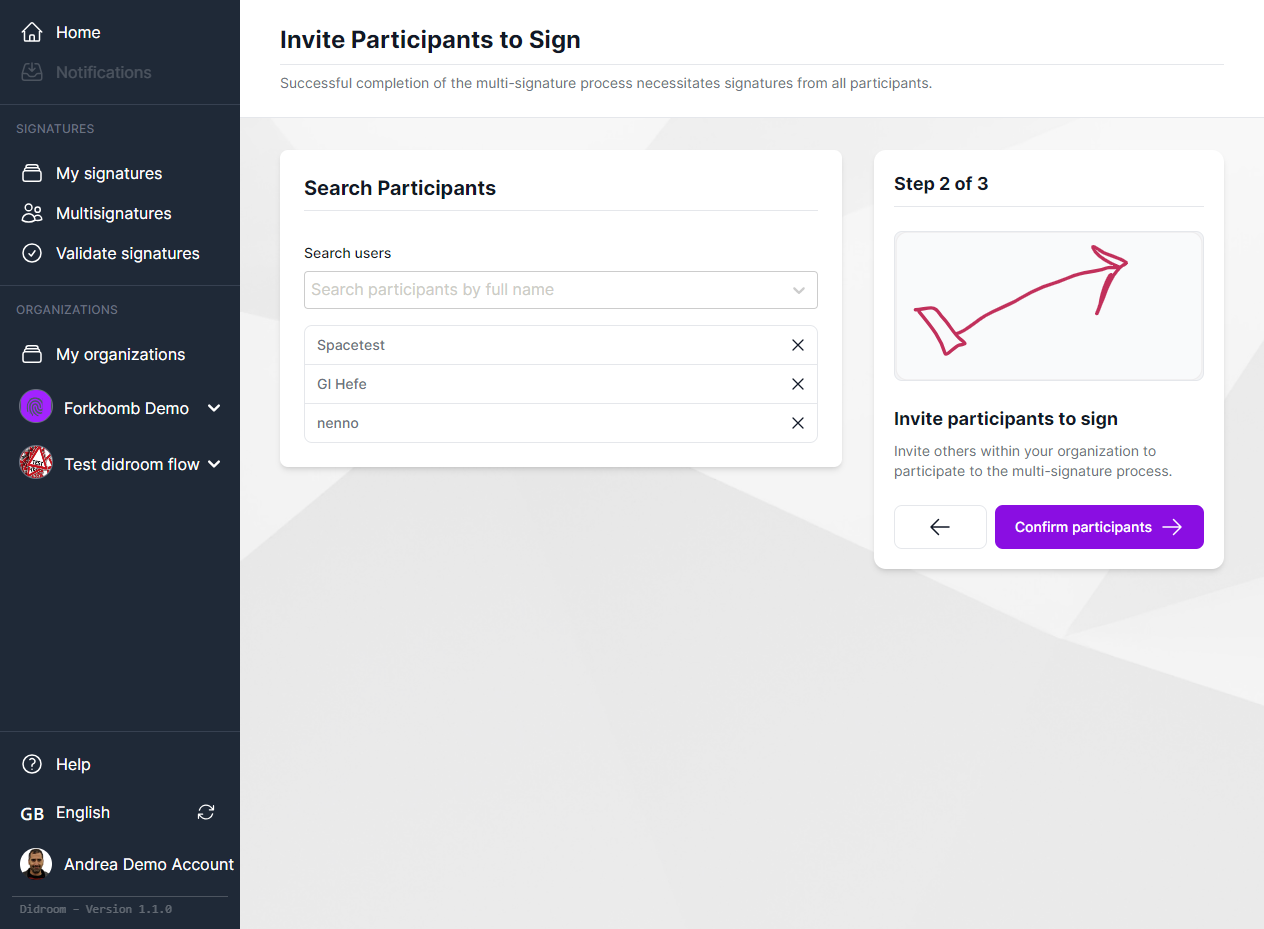 Home
Notifications
SIGNATURES
My signatures
Multisignatures
Validate signatures
ORGANIZATIONS
My organizations
Forkbomb Demo
Test didroom flow
Help
GB English
Andrea Demo Account
Didroom – Version 1.1.0
Invite Participants to Sign
Successful completion of the multi-signature process necessitates signatures from all participants.
Search Participants
Search users
Search participants by full name
Spacetest
GI Hefe
nenno
Step 2 of 3
Invite participants to sign
Invite others within your organization to
participate to the multi-signature process.
Confirm participants